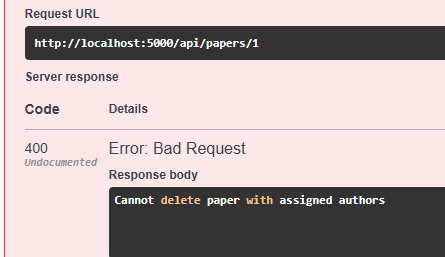 Request URL
http://localhost:5000/api/papers/1
Server response
Code Details
400 Error: Bad Request
Undocumented
Response body
Cannot delete paper with assigned authors